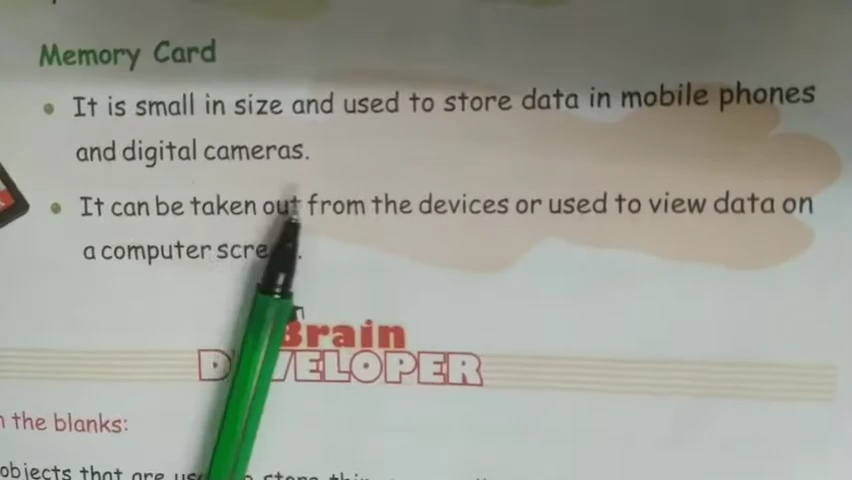 Memory Card
• It is small in size and used to store data in mobile phones
and digital cameras.
• It can be taken out from the devices or used to view data on
a computer
Brain
DEVELOPER
the blanks:
objects that are